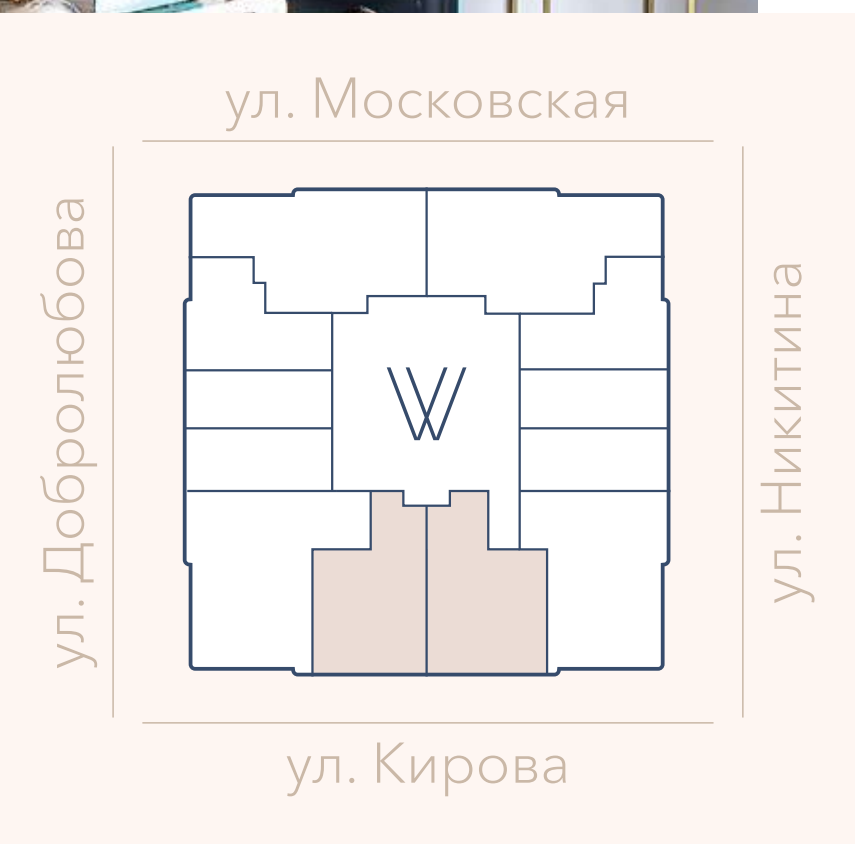 ул. Московская
ул. Добролюбова
W
ул. Никитина
ул. Кирова